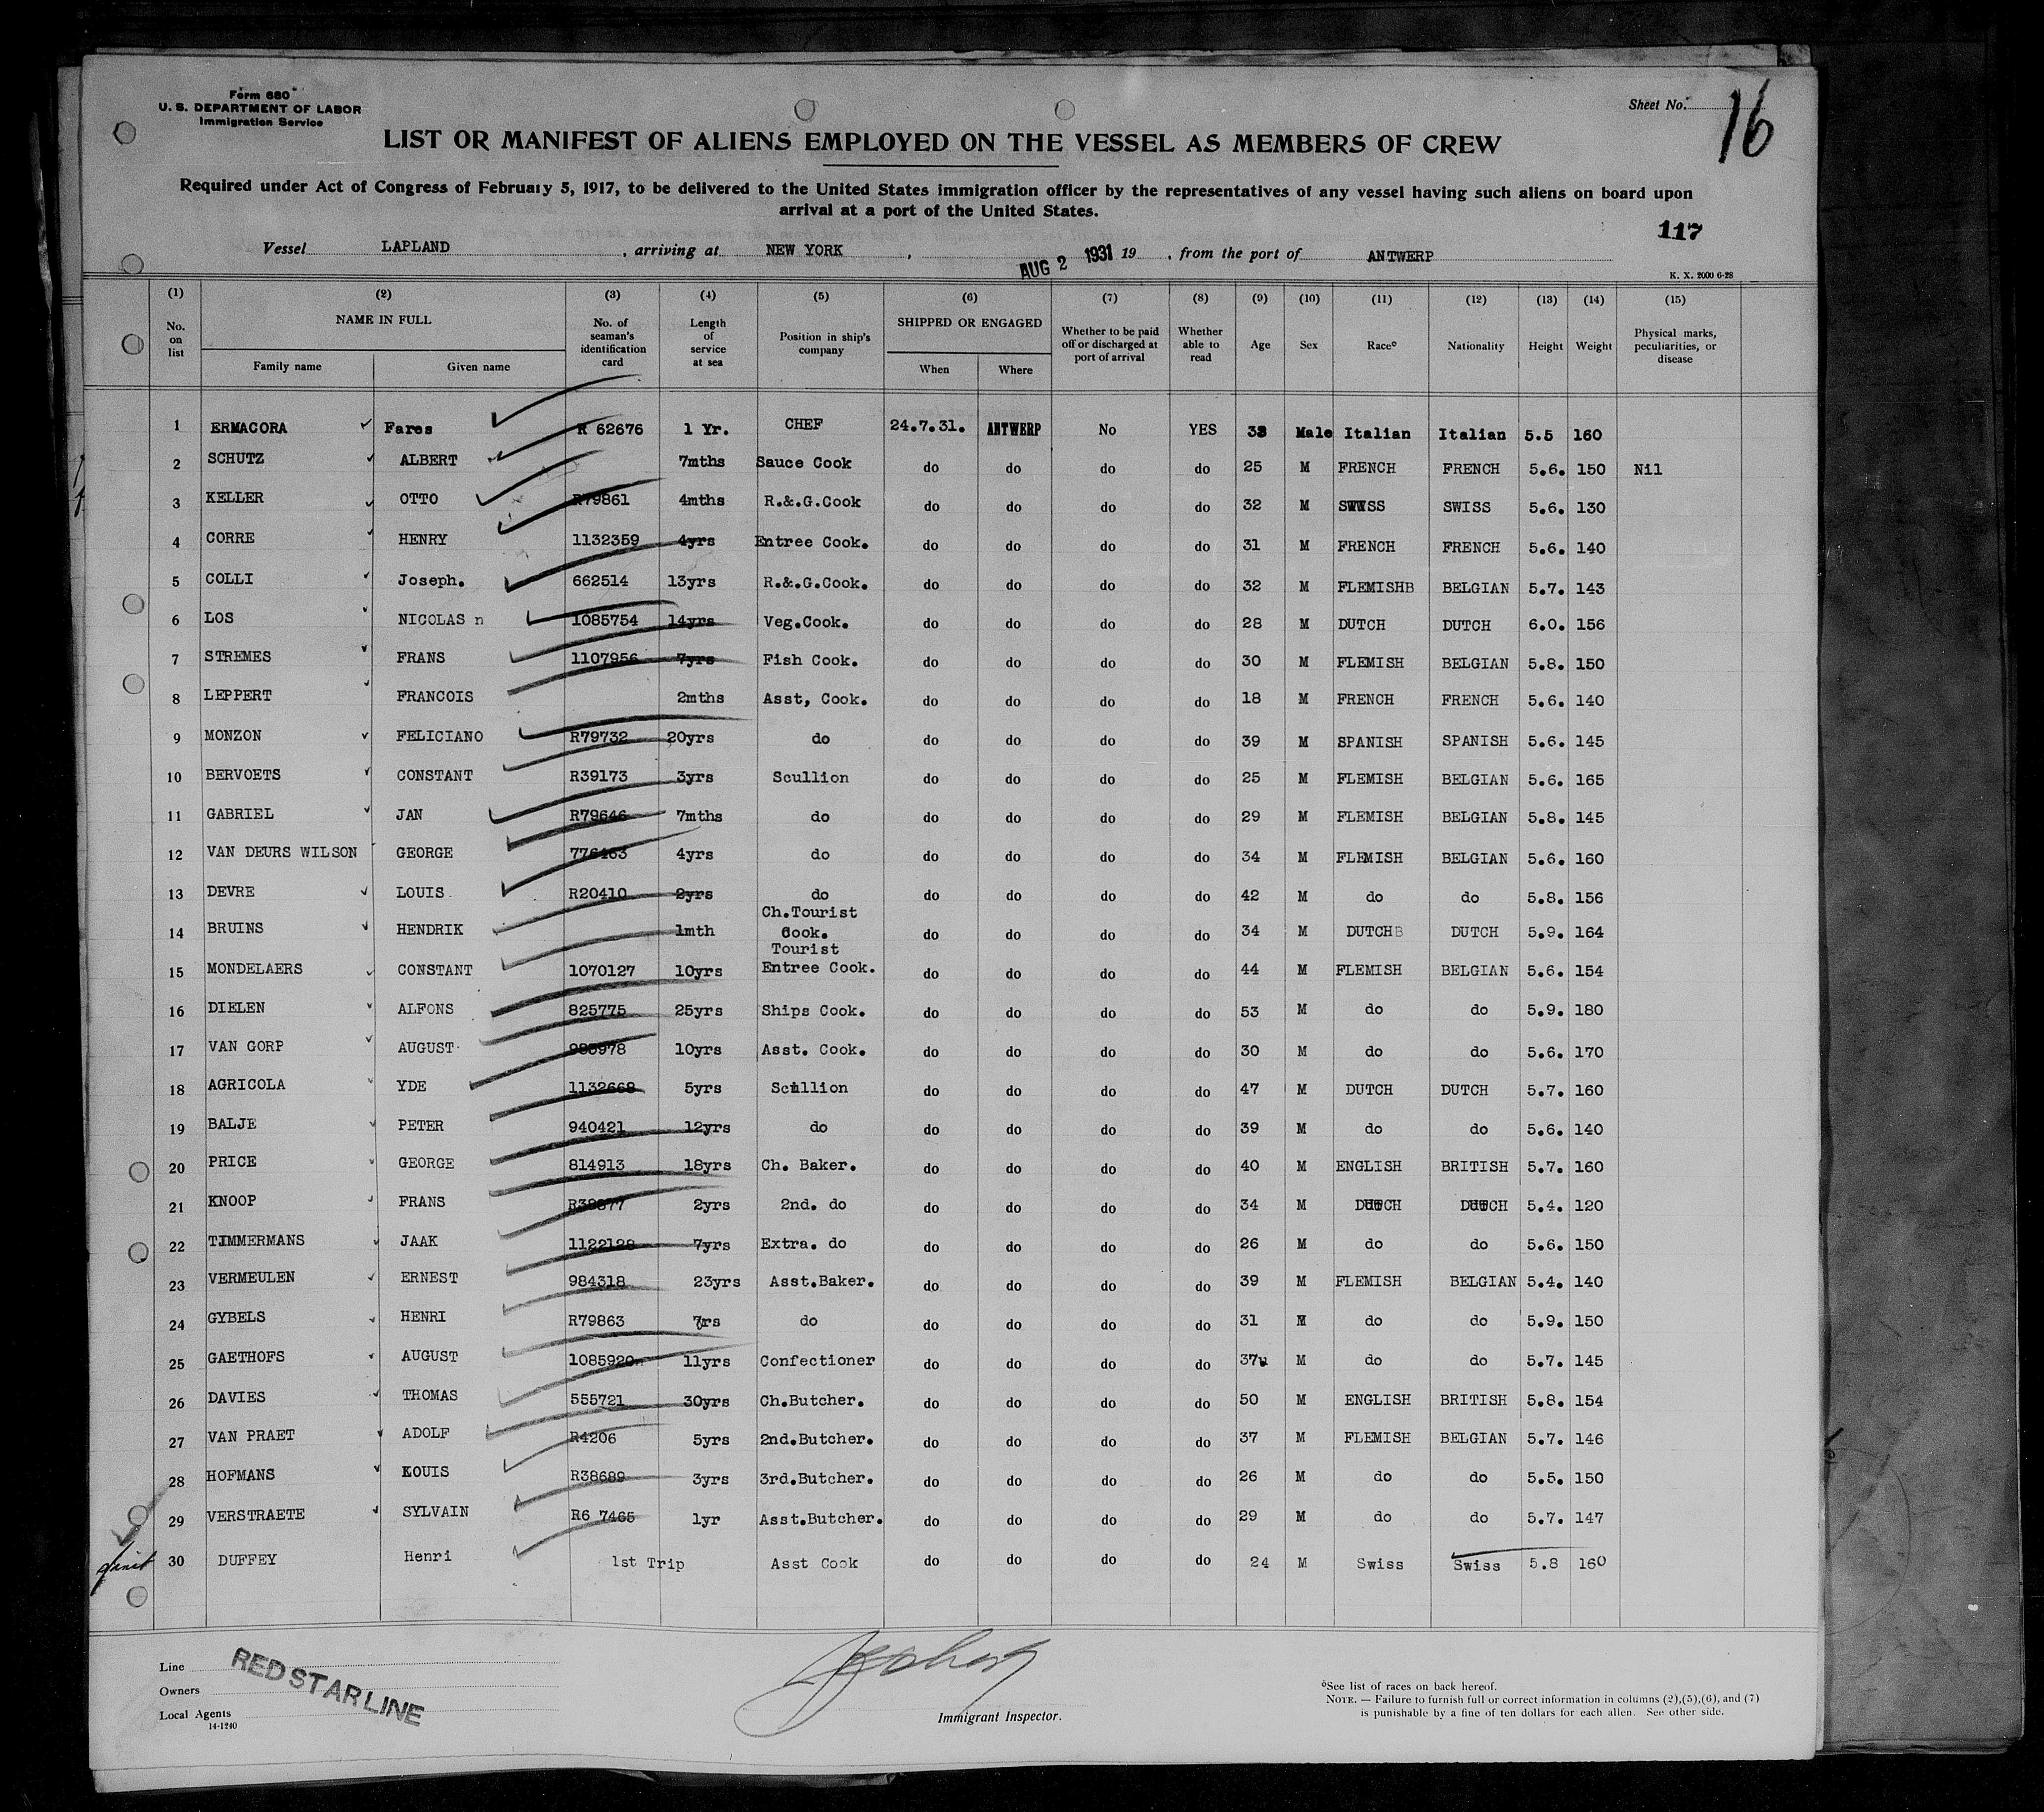 Form 680
U. S. DEPARTMENT OF LABOR
Immigration Service
Sheet No. 16
LIST OR MANIFEST OF ALIENS EMPLOYED ON THE VESSEL AS MEMBERS OF CREW
Required under Act of Congress of February 5, 1917, to be delivered to the United States immigration officer by the representatives of any vessel having such aliens on board upon
arrival at a port of the United States.
117
Vessel LAPLAND, arriving at NEW YORK, AUG 2 1931 19, from the port of ANTWERP
K. X. 2000 6-28
(1) (2) (3) (4) (5) (6) (7) (8) (9) (10) (11) (12) (13) (14) (15)
No. on list NAME IN FULL Family name Given name No. of seaman's identification card Length of service at sea Position in ship's company SHIPPED OR ENGAGED When Where Whether to be paid off or discharged at port of arrival Whether able to read Age Sex Race° Nationality Height Weight Physical marks, peculiarities, or disease
1 ERMACORA Fares R 62676 1 Yr. CHEF 24.7.31. ANTWERP No YES Male Italian Italian 5.5 160
2 SCHUTZ ALBERT 7mths Sauce Cook do do do do 25 M FRENCH FRENCH 5.6. 150 Nil
3 KELLER OTTO R79861 4mths R.&.G.Cook do do do do 32 M SWISS SWISS 5.6. 130
4 CORRE HENRY 1132359 4yrs Entree Cook. do do do do 31 M FRENCH FRENCH 5.6. 140
5 COLLI Joseph. 662514 13yrs R.&.G.Cook. do do do do 32 M FLEMISHB BELGIAN 5.7. 143
6 LOS NICOLAS n 1085754 14yrs Veg.Cook. do do do do 28 M DUTCH DUTCH 6.0. 156
7 STREMES FRANS 1107956 7yrs Fish Cook. do do do do 30 M FLEMISH BELGIAN 5.8. 150
8 LEPPERT FRANCOIS 2mths Asst, Cook. do do do do 18 M FRENCH FRENCH 5.6. 140
9 MONZON FELICIANO R79732 20yrs do do do do do 39 M SPANISH SPANISH 5.6. 145
10 BERVOETS CONSTANT R39173 3yrs Scullion do do do do 25 M FLEMISH BELGIAN 5.6. 165
11 GABRIEL JAN R79646 7mths do do do do do 29 M FLEMISH BELGIAN 5.8. 145
12 VAN DEURS WILSON GEORGE 4yrs do do do do do 34 M FLEMISH BELGIAN 5.6. 160
13 DEVRE LOUIS. R20410 2yrs do do do do do 42 M do do 5.8. 156
14 BRUINS HENDRIK 1mth Ch.Tourist Cook. do do do do 34 M DUTCHB DUTCH 5.9. 164
15 MONDELAERS CONSTANT 1070127 10yrs Tourist Entree Cook. do do do do 44 M FLEMISH BELGIAN 5.6. 154
16 DIELEN ALFONS 825775 25yrs Ships Cook. do do do do 53 M do do 5.9. 180
17 VAN GORP AUGUST 10yrs Asst. Cook. do do do do 30 M do do 5.6. 170
18 AGRICOLA YDE 1132668 5yrs Scullion do do do do 47 M DUTCH DUTCH 5.7. 160
19 BALJE PETER 940421 12yrs do do do do do 39 M do do 5.6. 140
20 PRICE GEORGE 814913 18yrs Ch. Baker. do do do do 40 M ENGLISH BRITISH 5.7. 160
21 KNOOP FRANS 2yrs 2nd. do do do do do 34 M DUTCH DUTCH 5.4. 120
22 TIMMERMANS JAAK 1122128 7yrs Extra. do do do do do 26 M do do 5.6. 150
23 VERMEULEN ERNEST 984318 23yrs Asst.Baker. do do do do 39 M FLEMISH BELGIAN 5.4. 140
24 GYBELS HENRI R79863 7rs do do do do do 31 M do do 5.9. 150
25 GAETHOFS AUGUST 1085920 11yrs Confectioner do do do do 37 M do do 5.7. 145
26 DAVIES THOMAS 555721 30yrs Ch.Butcher. do do do do 50 M ENGLISH BRITISH 5.8. 154
27 VAN PRAET ADOLF R4206 5yrs 2nd.Butcher. do do do do 37 M FLEMISH BELGIAN 5.7. 146
28 HOFMANS LOUIS R38689 3yrs 3rd.Butcher. do do do do 26 M do do 5.5. 150
29 VERSTRAETE SYLVAIN R6 7465 1yr Asst.Butcher. do do do do 29 M do do 5.7. 147
30 DUFFEY Henri 1st Trip Asst Cook do do do do 24 M Swiss Swiss 5.8 160
Line
Owners
Local Agents
RED STAR LINE
14-1240
Immigrant Inspector.
°See list of races on back hereof.
NOTE. — Failure to furnish full or correct information in columns (2),(5),(6), and (7)
is punishable by a fine of ten dollars for each alien. See other side.